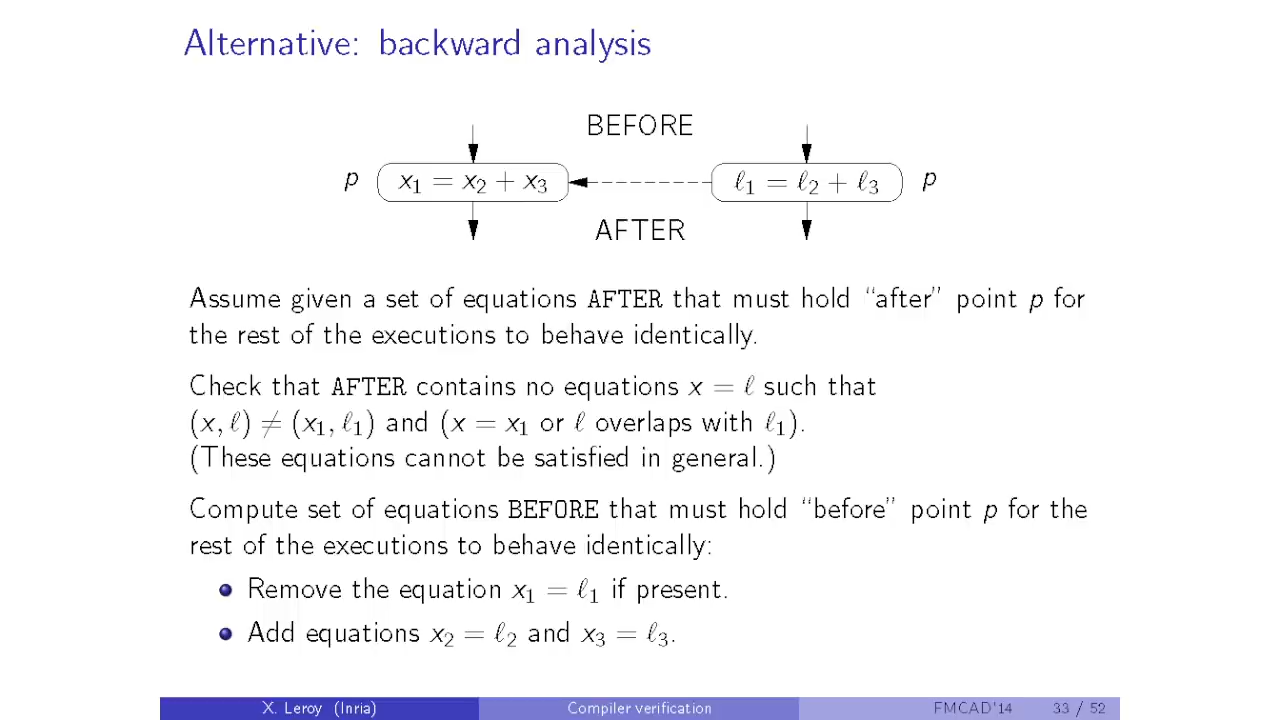 Alternative: backward analysis
BEFORE
p x₁ = x₂ + x₃ ℓ₁ = ℓ₂ + ℓ₃ p
AFTER
Assume given a set of equations AFTER that must hold “after” point p for
the rest of the executions to behave identically.
Check that AFTER contains no equations x = ℓ such that
(x, ℓ) ≠ (x₁, ℓ₁) and (x = x₁ or ℓ overlaps with ℓ₁).
(These equations cannot be satisfied in general.)
Compute set of equations BEFORE that must hold “before” point p for the
rest of the executions to behave identically:
Remove the equation x₁ = ℓ₁ if present.
Add equations x₂ = ℓ₂ and x₃ = ℓ₃.
X. Leroy (Inria) Compiler verification FMCAD'14 33 / 52